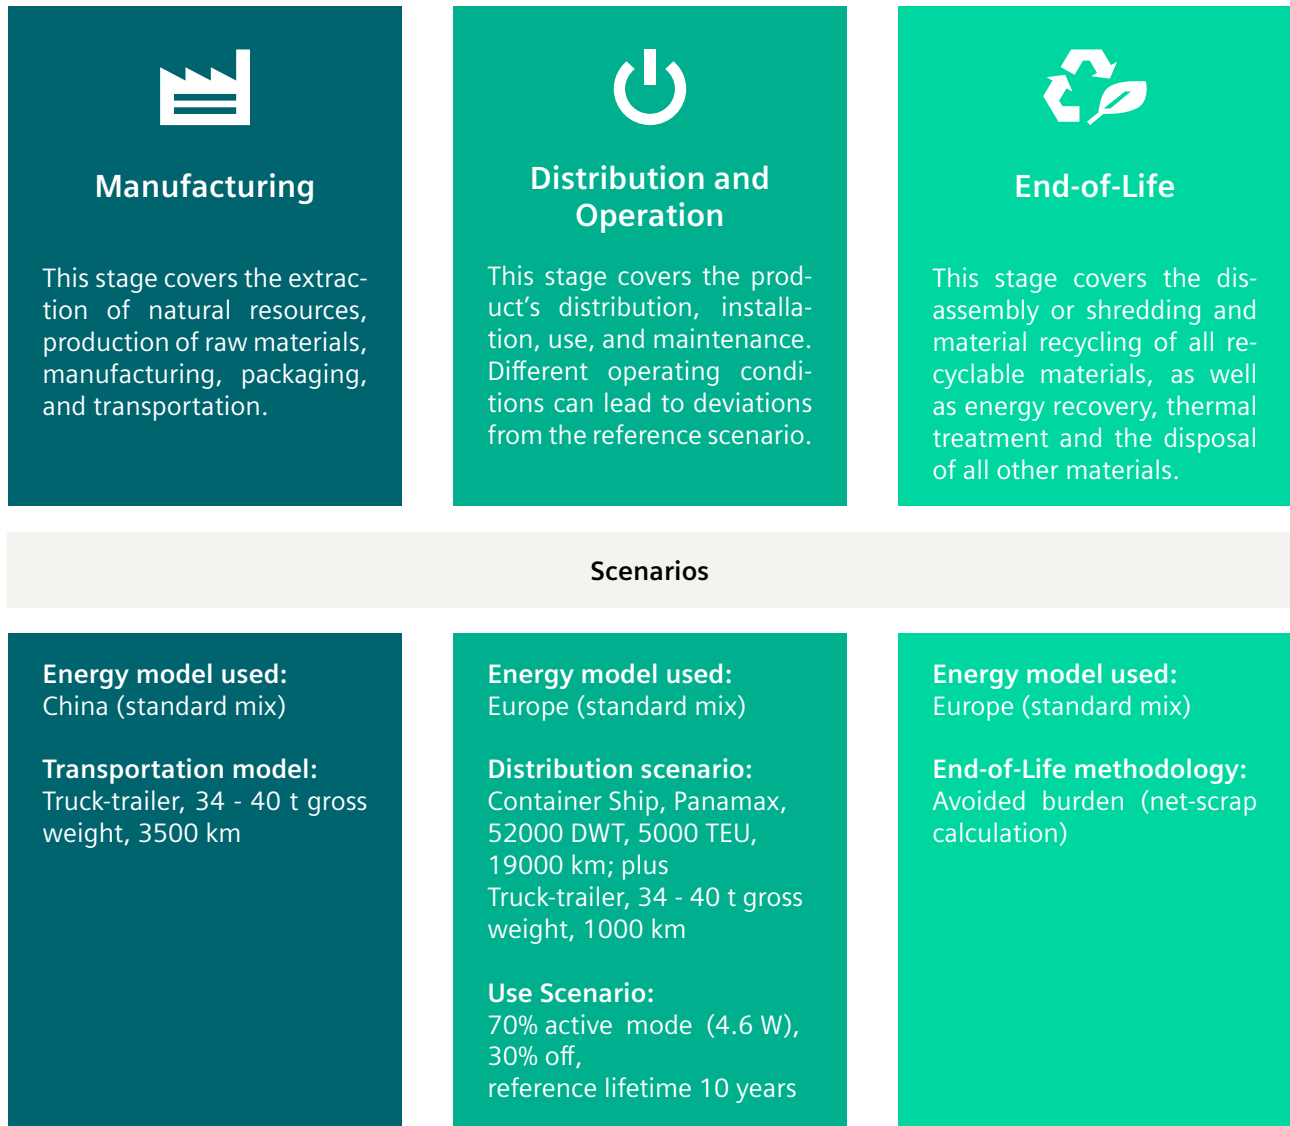 Manufacturing
This stage covers the extrac-
tion of natural resources,
production of raw materials,
manufacturing, packaging,
and transportation.
Distribution and
Operation
This stage covers the prod-
uct's distribution, installa-
tion, use, and maintenance.
Different operating condi-
tions can lead to deviations
from the reference scenario.
End-of-Life
This stage covers the dis-
assembly or shredding and
material recycling of all re-
cyclable materials, as well
as energy recovery, thermal
treatment and the disposal
of all other materials.
Scenarios
Energy model used:
China (standard mix)
Transportation model:
Truck-trailer, 34 - 40 t gross
weight, 3500 km
Energy model used:
Europe (standard mix)
Distribution scenario:
Container Ship, Panamax,
52000 DWT, 5000 TEU,
19000 km; plus
Truck-trailer, 34 - 40 t gross
weight, 1000 km
Use Scenario:
70% active mode (4.6 W),
30% off,
reference lifetime 10 years
Energy model used:
Europe (standard mix)
End-of-Life methodology:
Avoided burden (net-scrap
calculation)